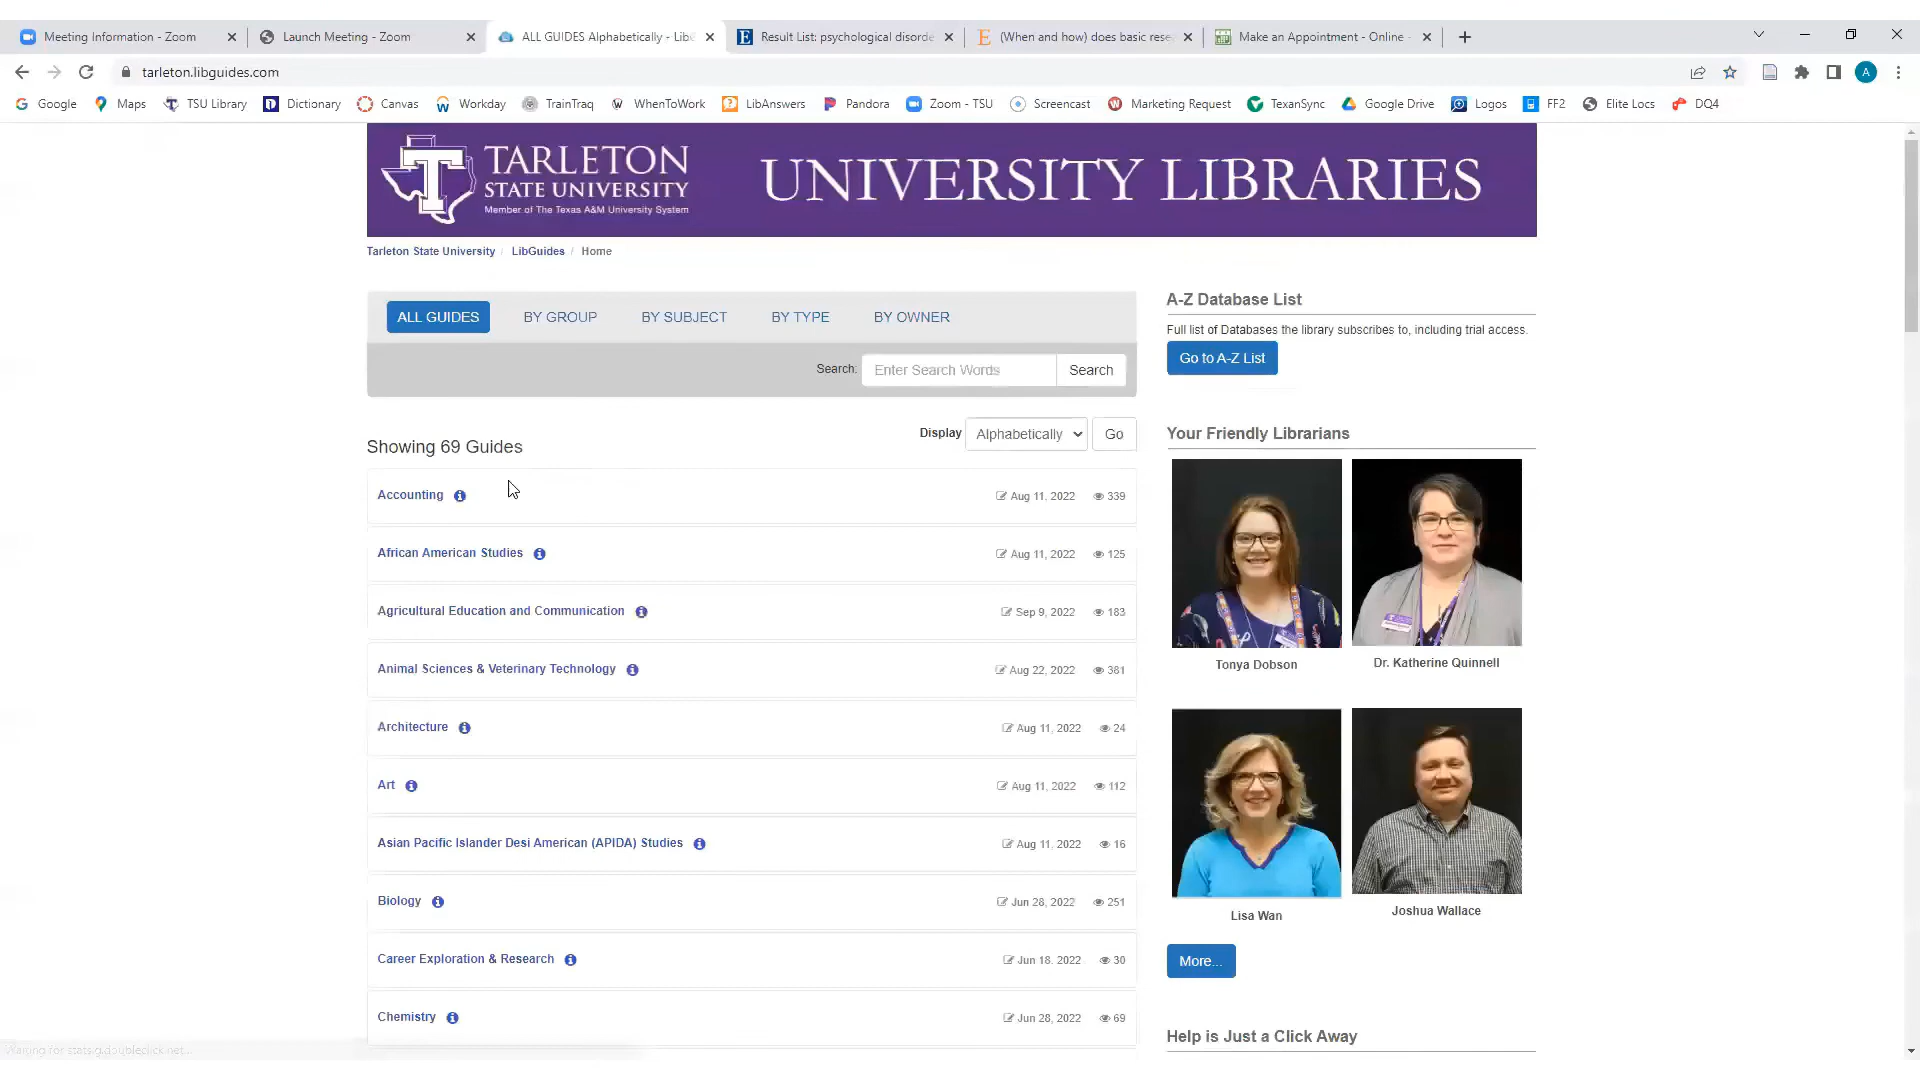 Meeting Information - Zoom
Launch Meeting - Zoom
ALL GUIDES Alphabetically - Lib
Result List: psychological disorde
(When and how) does basic rese
Make an Appointment - Online -
tarleton.libguides.com
A
Google
Maps
TSU Library
Dictionary
Canvas
Workday
TrainTraq
WhenToWork
LibAnswers
Pandora
Zoom - TSU
Screencast
Marketing Request
TexanSync
Google Drive
Logos
FF2
Elite Locs
DQ4
TARLETON
STATE UNIVERSITY
Member of The Texas A&M University System
UNIVERSITY LIBRARIES
Tarleton State University / LibGuides / Home
ALL GUIDES
BY GROUP
BY SUBJECT
BY TYPE
BY OWNER
Search: Enter Search Words Search
Display Alphabetically Go
Showing 69 Guides
Accounting Aug 11, 2022 339
African American Studies Aug 11, 2022 125
Agricultural Education and Communication Sep 9, 2022 183
Animal Sciences & Veterinary Technology Aug 22, 2022 381
Architecture Aug 11, 2022 24
Art Aug 11, 2022 112
Asian Pacific Islander Desi American (APIDA) Studies Aug 11, 2022 16
Biology Jun 28, 2022 251
Career Exploration & Research Jun 18, 2022 30
Chemistry Jun 28, 2022 69
A-Z Database List
Full list of Databases the library subscribes to, including trial access.
Go to A-Z List
Your Friendly Librarians
Tonya Dobson
Dr. Katherine Quinnell
Lisa Wan
Joshua Wallace
More...
Help is Just a Click Away
Waiting for stats.g.doubleclick.net...